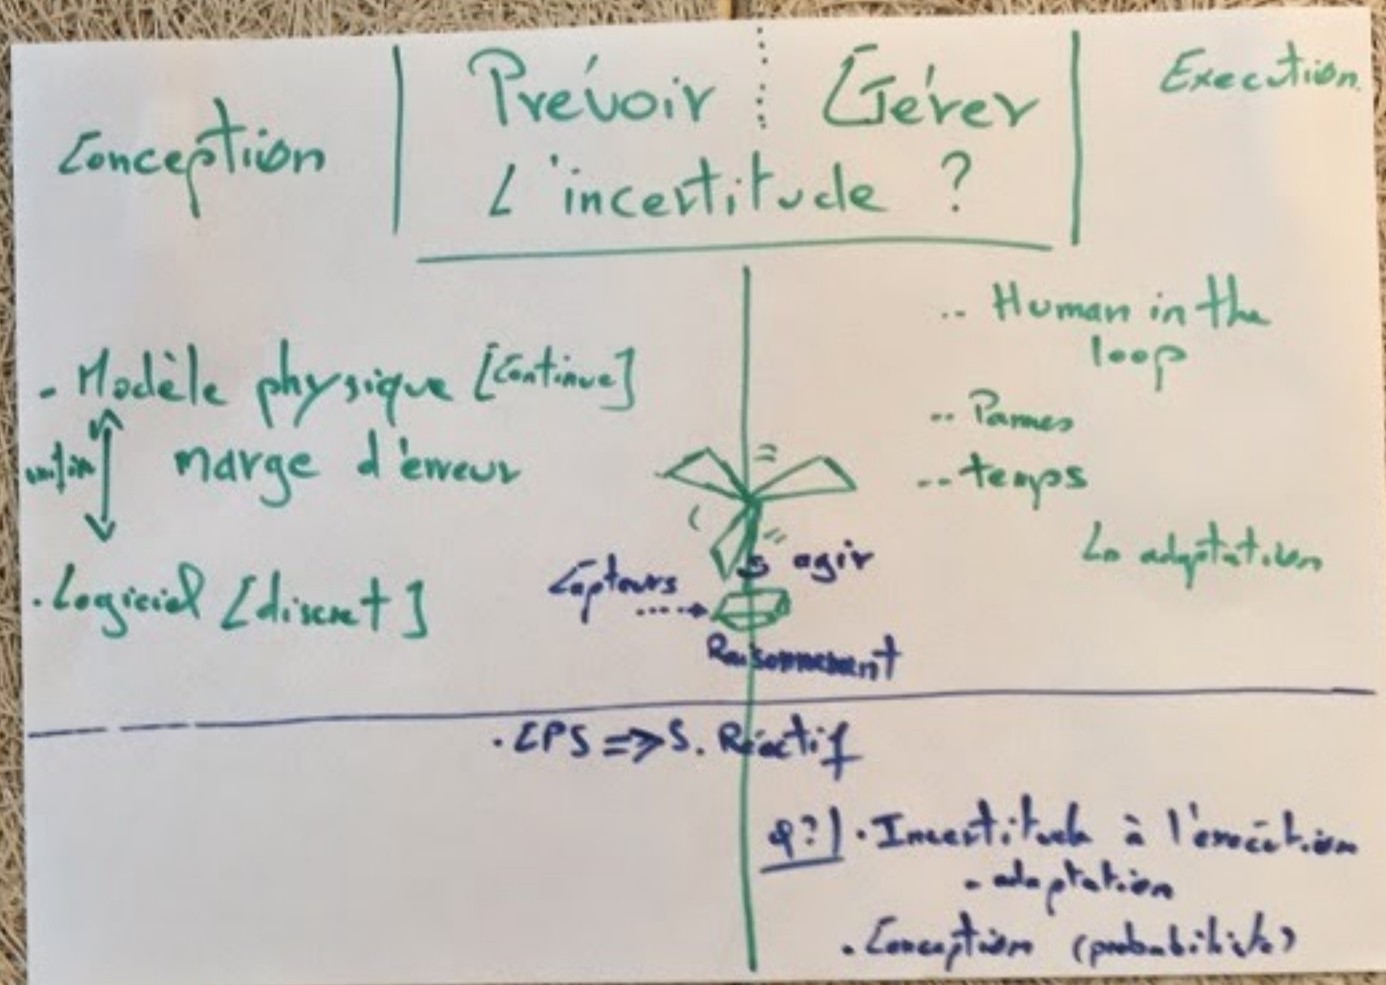 Conception
Prévoir Gérer
L'incertitude ?
Execution
- Modèle physique [Continue]
marge d'erreur
. Logiciel [discret]
.. Human in the
loop
.. Pannes
.. temps
adaptation
Capteurs
agir
Raisonnement
. CPS => S. Réactif
Q?) . Incertitude à l'exécution
- adaptation
. Conception (probabilité)